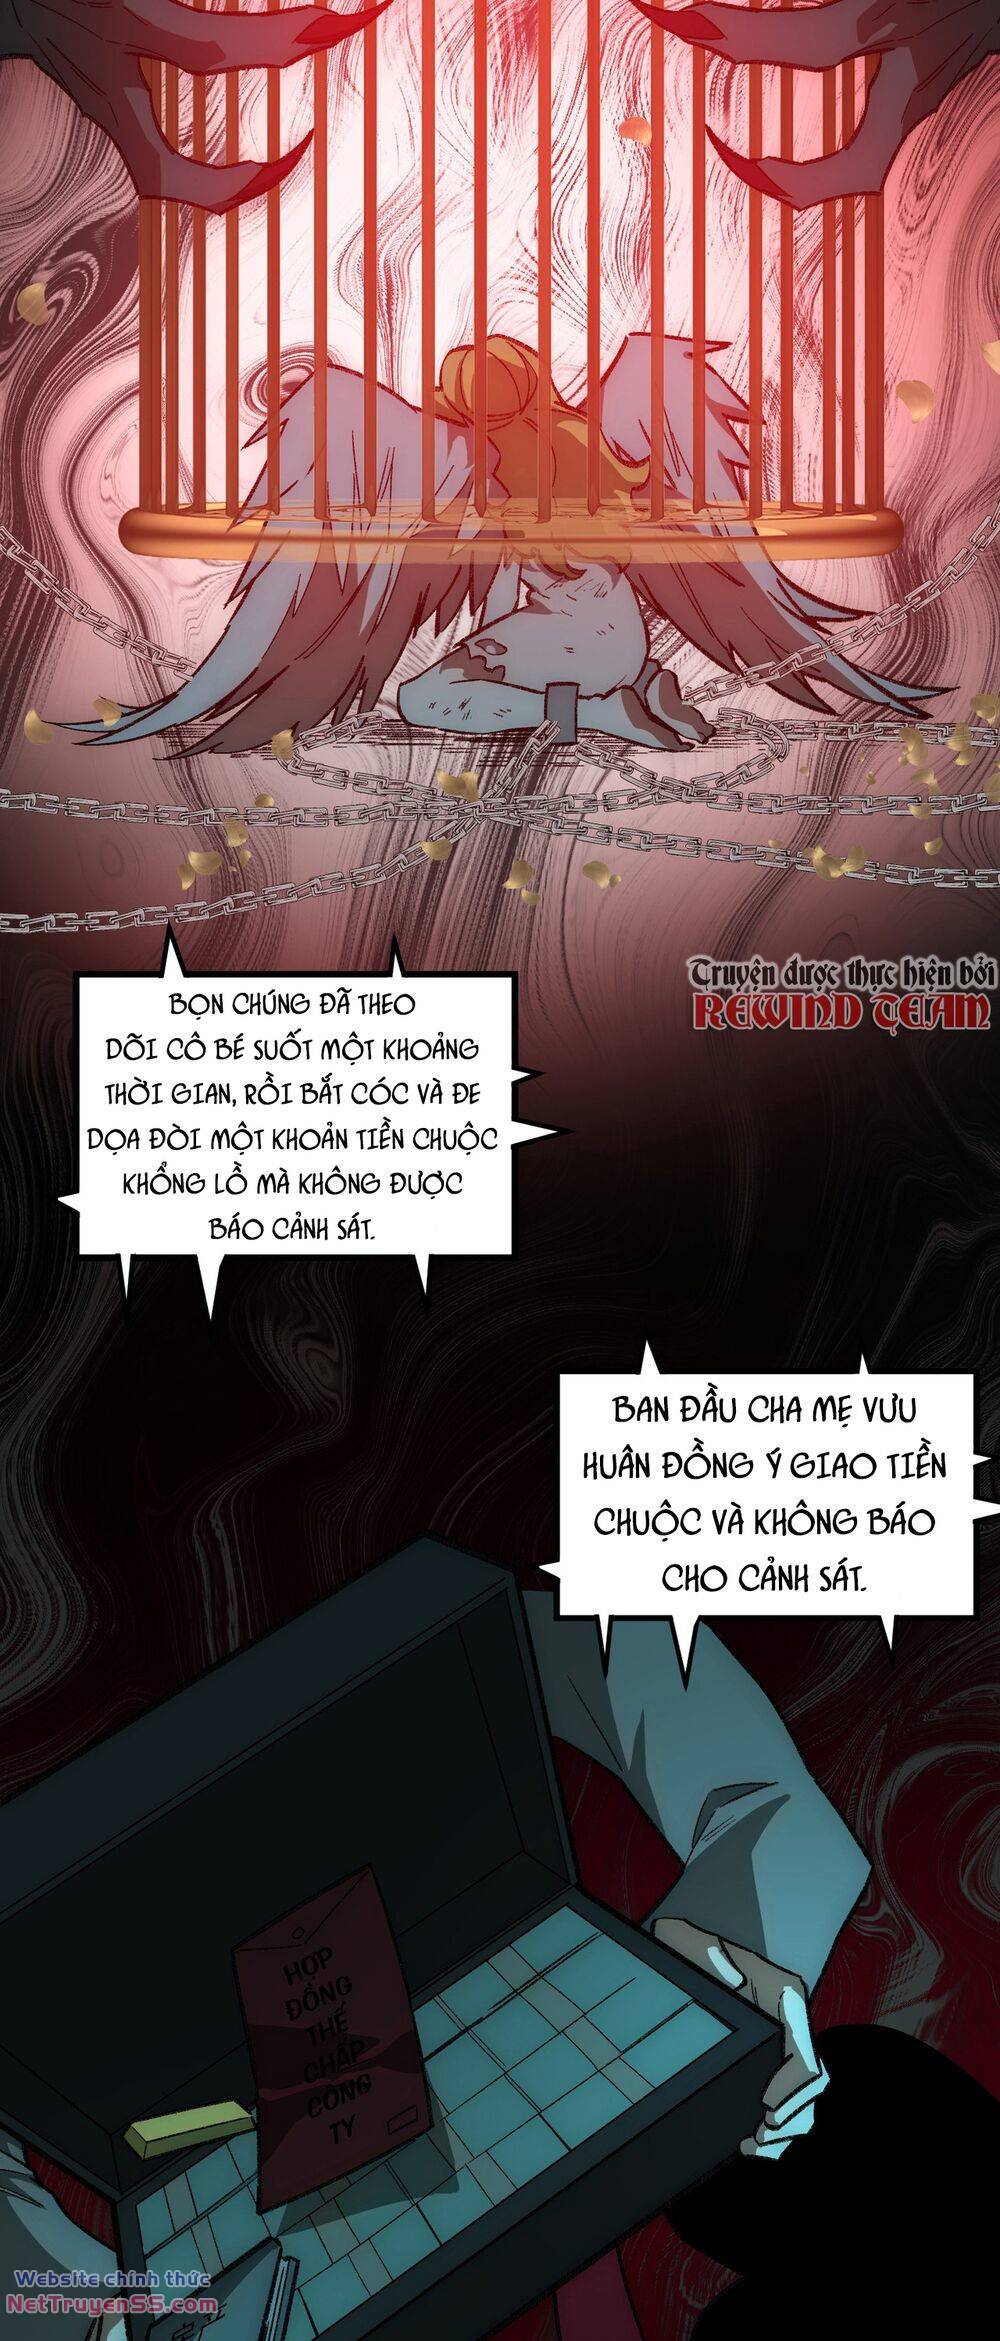 Truyện được thực hiện bởi
REWIND TEAM
BỌN CHÚNG ĐÃ THEO
DÕI CÔ BÉ SUỐT MỘT KHOẢNG
THỜI GIAN, RỒI BẮT CÓC VÀ ĐE
DỌA ĐÒI MỘT KHOẢN TIỀN CHUỘC
KHỔNG LỒ MÀ KHÔNG ĐƯỢC
BÁO CẢNH SÁT.
BAN ĐẦU CHA MẸ VƯU
HUÂN ĐỒNG Ý GIAO TIỀN
CHUỘC VÀ KHÔNG BÁO
CHO CẢNH SÁT.
HỢP
ĐỒNG
THẾ
CHẤP
CÔNG
TY
Website chính thức
NetTruyenSS.com